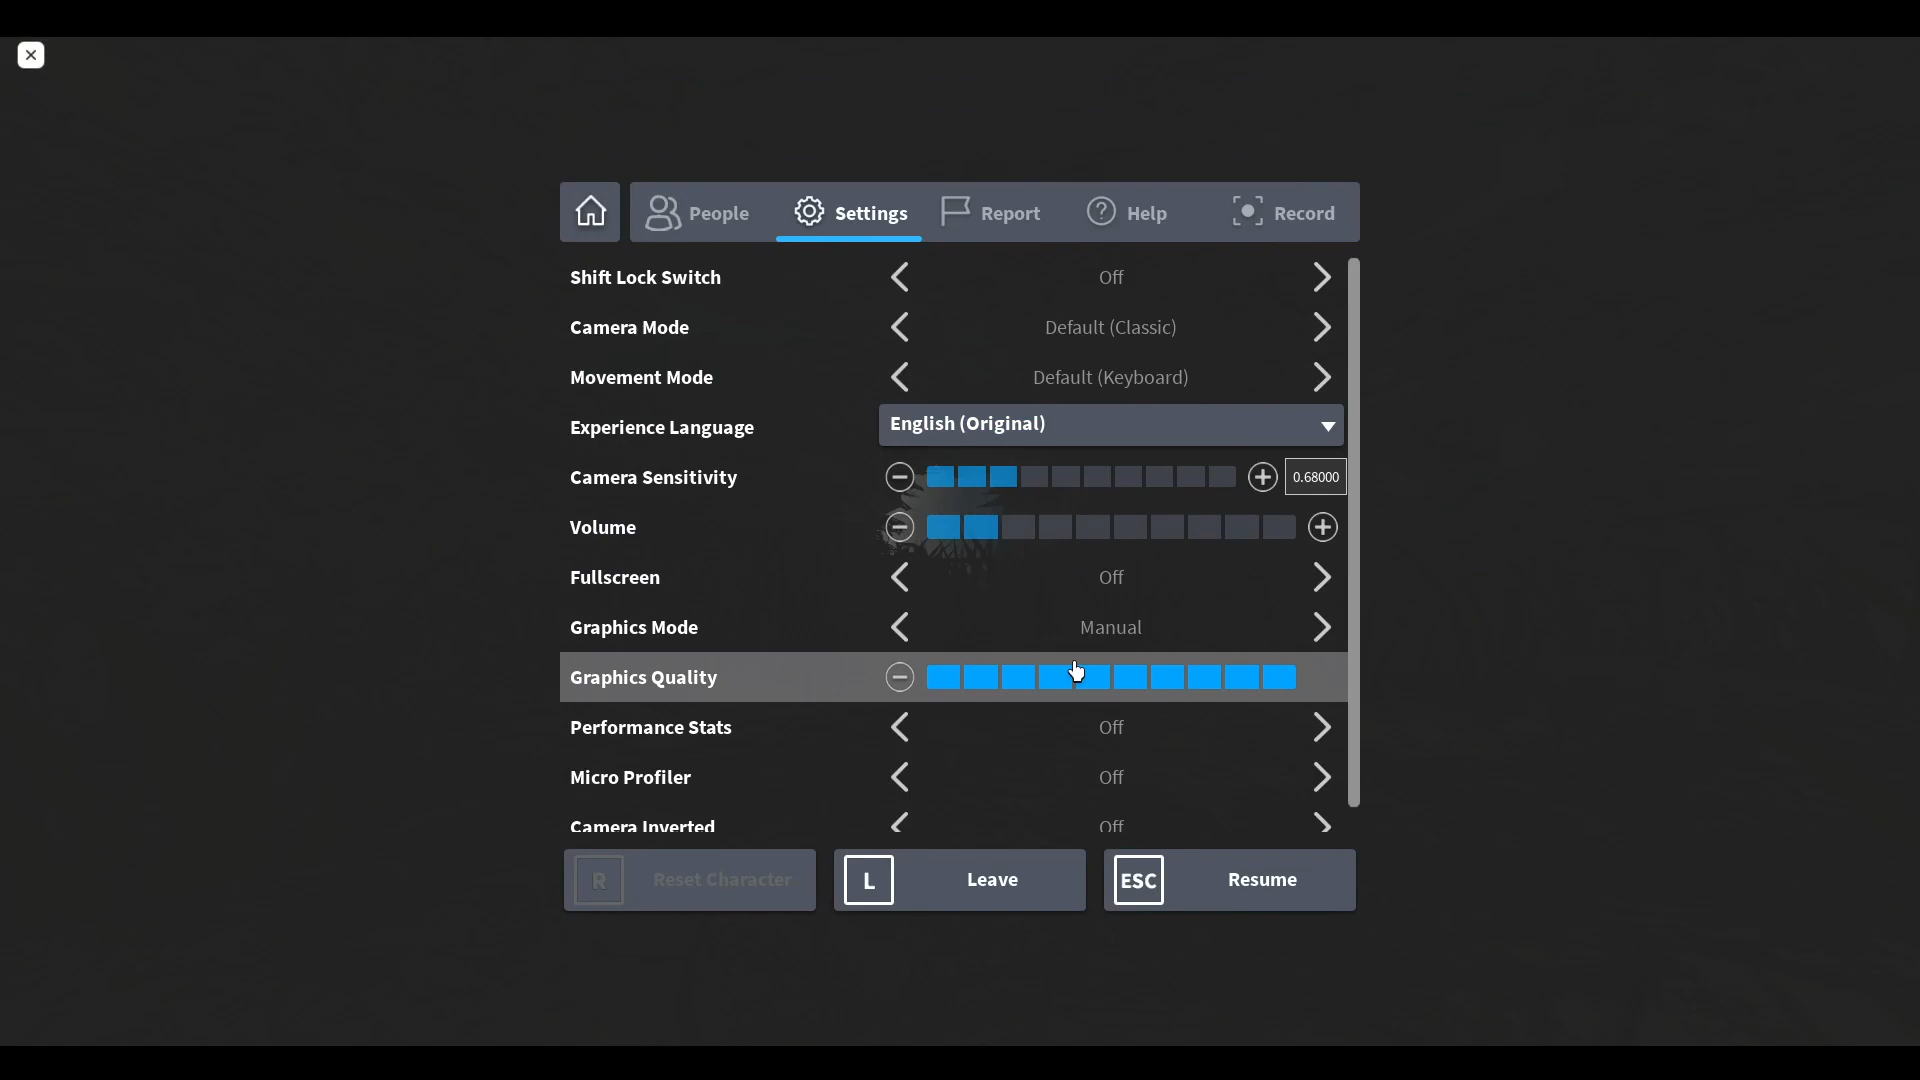 People Settings Report Help Record
Shift Lock Switch Off
Camera Mode Default (Classic)
Movement Mode Default (Keyboard)
Experience Language English (Original)
Camera Sensitivity 0.68000
Volume
Fullscreen Off
Graphics Mode Manual
Graphics Quality
Performance Stats Off
Micro Profiler Off
Camera Inverted Off
R Reset Character L Leave ESC Resume